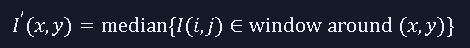 I′(x, y) = median{I(i, j) ∈ window around (x, y)}